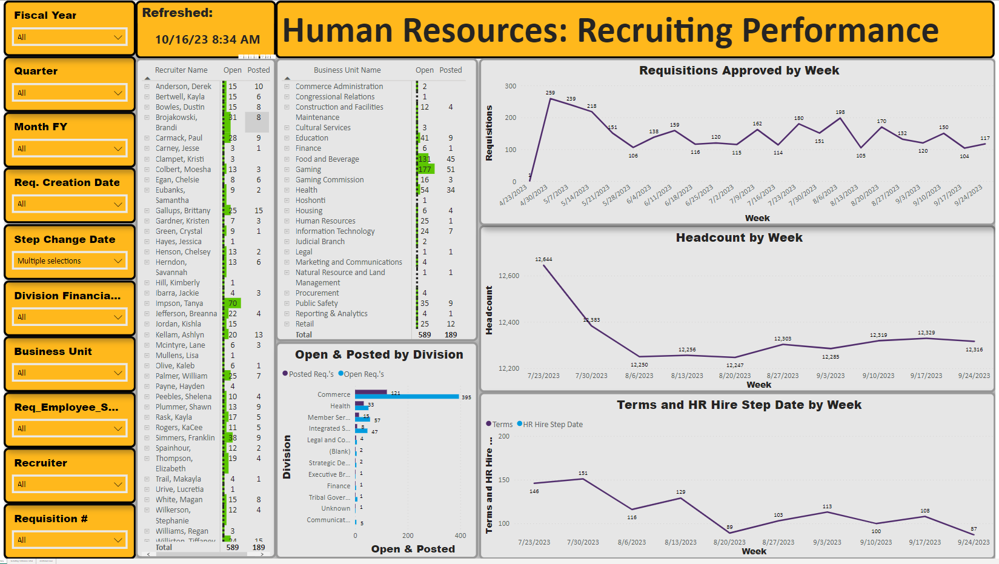 Fiscal Year
All
Quarter
All
Month FY
All
Req. Creation Date
All
Step Change Date
Multiple selections
Division Financia...
All
Business Unit
All
Req_Employee_S...
All
Recruiter
All
Requisition #
All
Refreshed:
10/16/23 8:34 AM
Human Resources: Recruiting Performance
Recruiter Name Open Posted
Anderson, Derek 15 10
Bertwell, Kayla 15 6
Bowles, Dustin 15 8
Brojakowski, 31 8
Brandi
Carmack, Paul 28 9
Carney, Jesse 3 1
Clampet, Kristi 3
Colbert, Moesha 13 3
Egan, Chelsie 8 6
Eubanks, 9 2
Samantha
Gallups, Brittany 25 15
Gardner, Kristen 7 3
Green, Crystal 9 1
Hayes, Jessica 1
Henson, Chelsey 13 2
Herndon, 13 6
Savannah
Hill, Kimberly 1
Ibarra, Jackie 4 3
Impson, Tanya 70
Jefferson, Breanna 22 4
Jordan, Kishla 15
Kellam, Ashlyn 20 13
Mcintyre, Lane 6 3
Mullens, Lisa 1
Olive, Kaleb 6 1
Palmer, William 25 7
Payne, Hayden 4
Peebles, Shelena 10 4
Plummer, Shawn 13 9
Rask, Kayla 17 5
Rogers, KaCee 11 5
Simmers, Franklin 38 9
Spainhour, 12 2
Thompson, 19 4
Elizabeth
Trail, Makayla 4 1
Urive, Lucretia 1
White, Magan 15 8
Wilkerson, 12 4
Stephanie
Williams, Regan 3
Williston, Tiffaney 24 15
Total 589 189
Business Unit Name Open Posted
Commerce Administration 2
Congressional Relations 1
Construction and Facilities 12 4
Maintenance
Cultural Services 3
Education 41 9
Finance 6 1
Food and Beverage 131 45
Gaming 177 51
Gaming Commission 16 3
Health 54 34
Hoshonti 1
Housing 6 4
Human Resources 25 1
Information Technology 24 7
Judicial Branch 2
Legal 1 1
Marketing and Communications 4
Natural Resource and Land 1 1
Management
Procurement 4
Public Safety 35 9
Reporting & Analytics 4 1
Retail 25 12
Total 589 189
Open & Posted by Division
Posted Req.'s Open Req.'s
Division
Commerce 121 395
Health 33
Member Ser... 15 57
Integrated S... 8 47
Legal and Co... 4
(Blank) 2
Strategic De... 2
Executive Br... 1
Finance 1
Tribal Gover... 1
Unknown 1
Communicat... 5
0 200 400
Open & Posted
Requisitions Approved by Week
Requisitions
300
200
100
0
1 259 239 218 151 106 138 159 116 120 115 162 114 180 151 198 105 170 132 120 150 104 117
4/23/2023 4/30/2023 5/7/2023 5/14/2023 5/21/2023 5/28/2023 6/4/2023 6/11/2023 6/18/2023 6/25/2023 7/2/2023 7/9/2023 7/16/2023 7/23/2023 7/30/2023 8/6/2023 8/13/2023 8/20/2023 8/27/2023 9/3/2023 9/10/2023 9/17/2023 9/24/2023
Week
Headcount by Week
Headcount
12,600
12,400
12,200
12,644 12,383 12,250 12,256 12,247 12,303 12,285 12,319 12,329 12,316
7/23/2023 7/30/2023 8/6/2023 8/13/2023 8/20/2023 8/27/2023 9/3/2023 9/10/2023 9/17/2023 9/24/2023
Week
Terms and HR Hire Step Date by Week
Terms HR Hire Step Date
Terms and HR Hire ...
200
150
100
146 151 116 129 89 103 113 100 108 87
7/23/2023 7/30/2023 8/6/2023 8/13/2023 8/20/2023 8/27/2023 9/3/2023 9/10/2023 9/17/2023 9/24/2023
Week